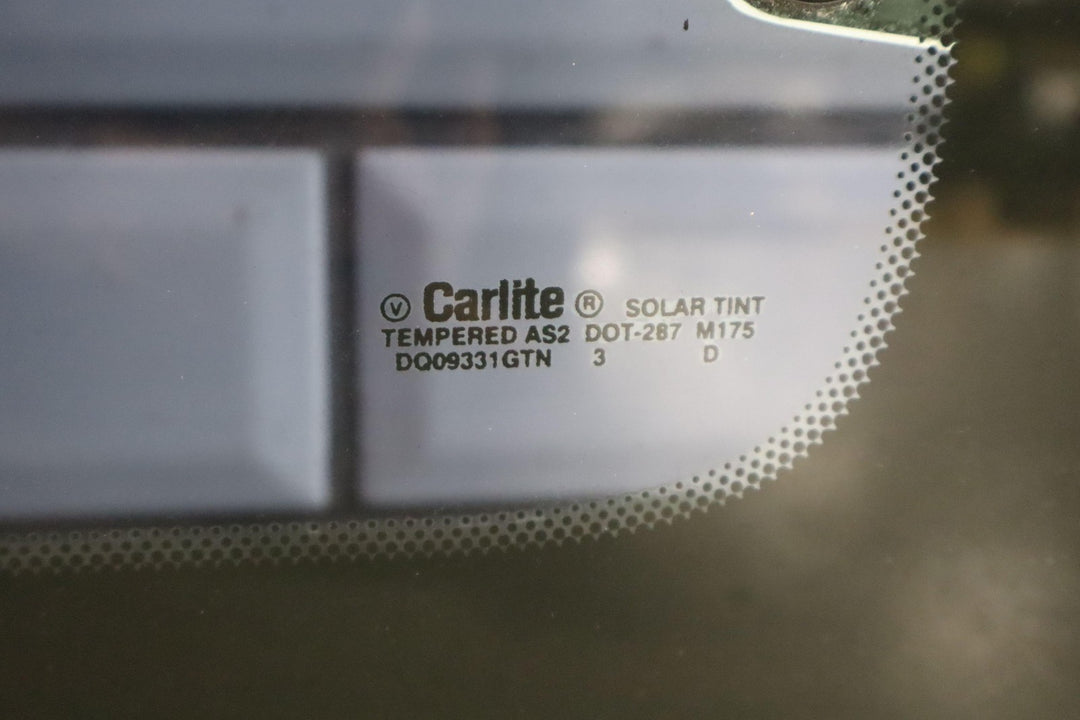 Ⓥ Carlite ® SOLAR TINT
TEMPERED AS2 DOT-287 M175
DQ09331GTN 3 D